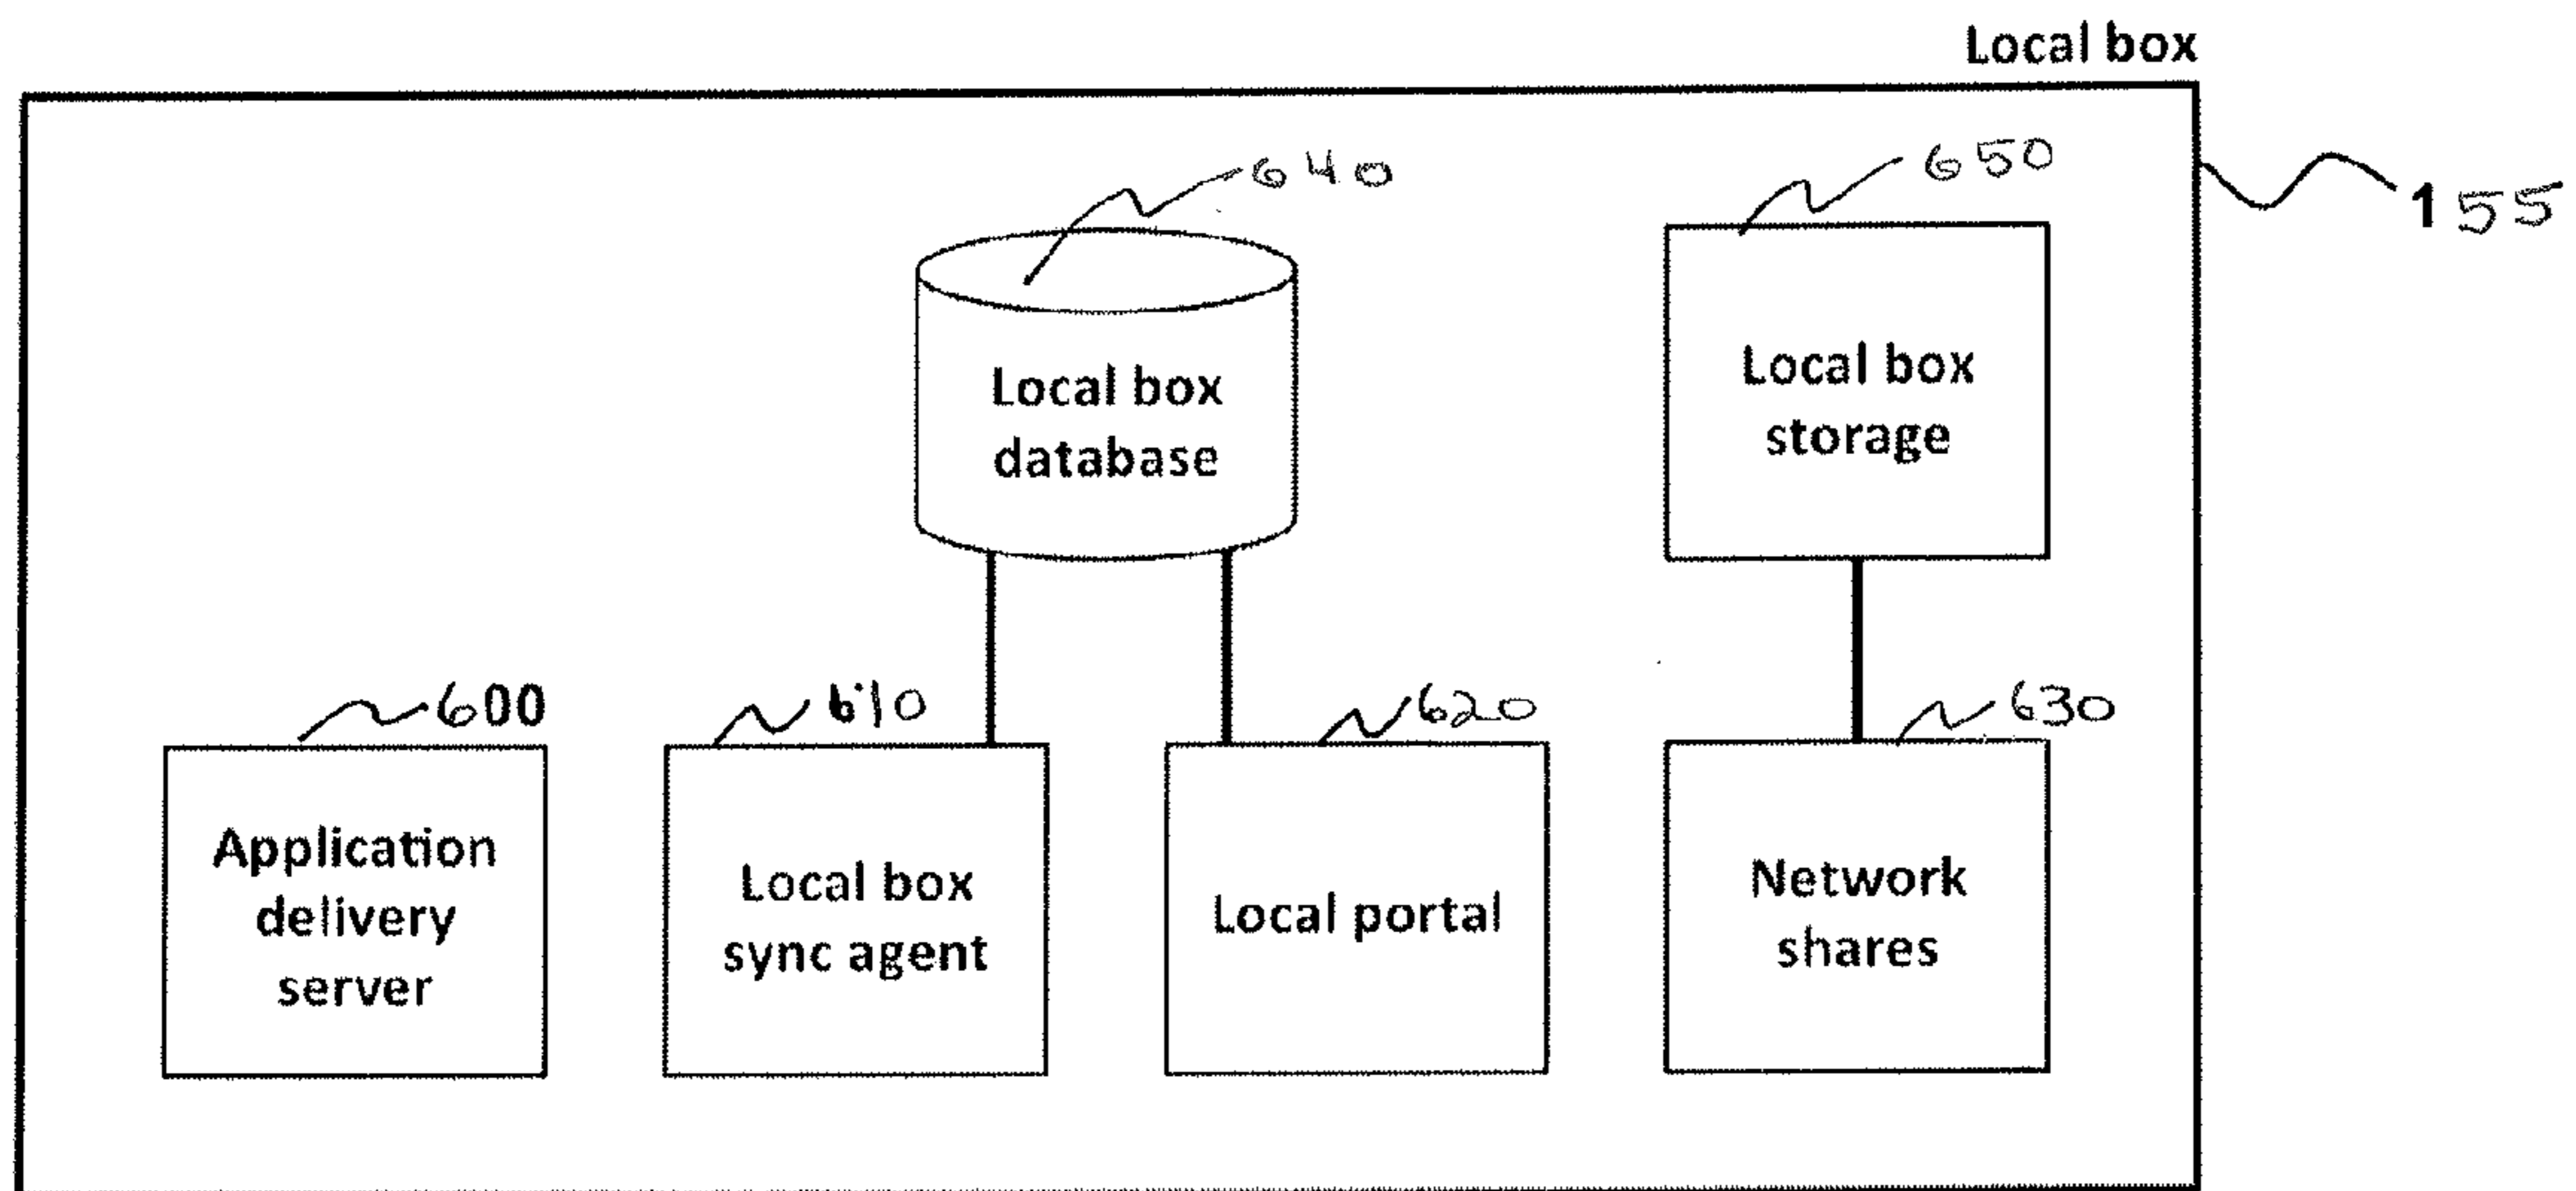 Local box
640
650
155
Local box
database
Local box
storage
600
610
620
630
Application
delivery
server
Local box
sync agent
Local portal
Network
shares